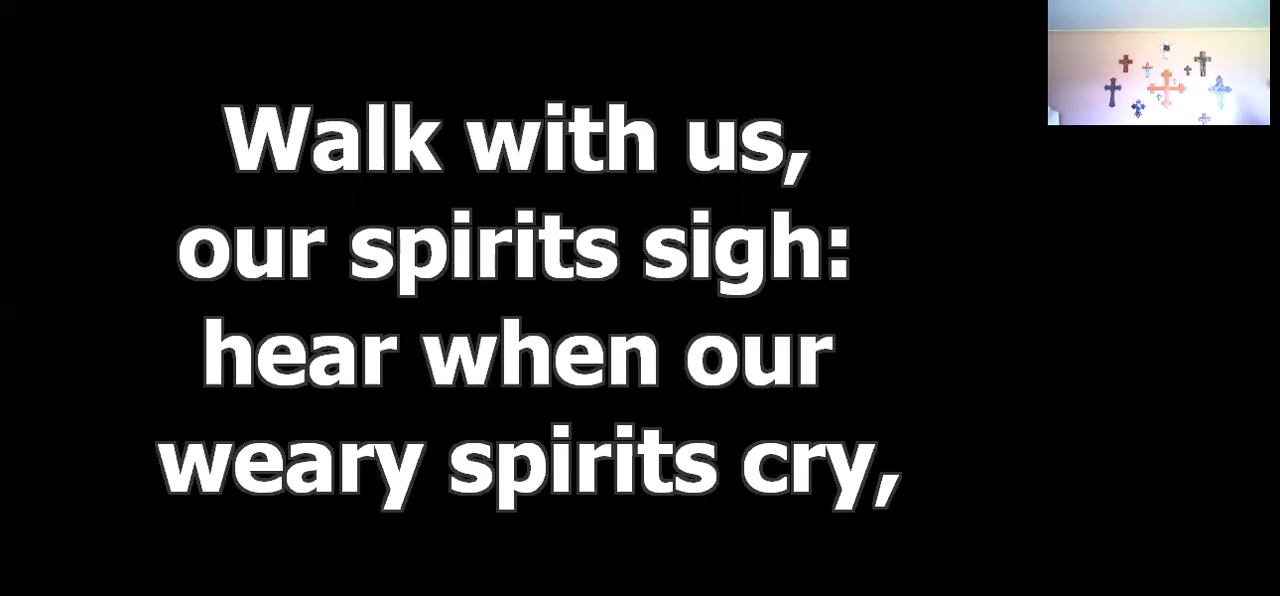 Walk with us,
our spirits sigh:
hear when our
weary spirits cry,